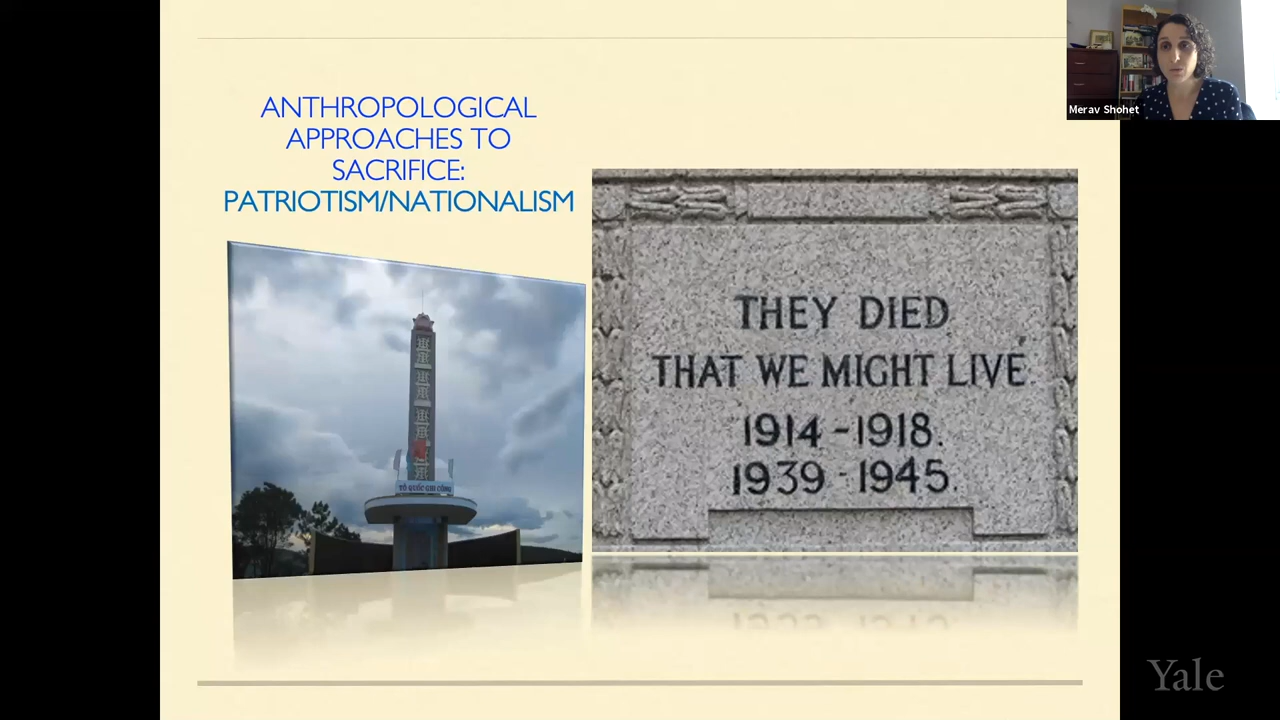 ANTHROPOLOGICAL
APPROACHES TO
SACRIFICE:
PATRIOTISM/NATIONALISM
TỔ QUỐC GHI CÔNG
THEY DIED
THAT WE MIGHT LIVE.
1914-1918.
1939-1945.
Merav Shohet
Yale